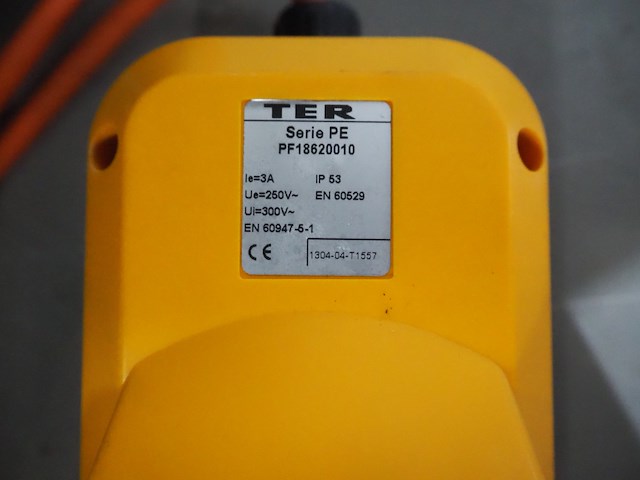 TER
Serie PE
PF18620010
Ie=3A IP 53
Ue=250V~ EN 60529
Ui=300V~
EN 60947-5-1
CE 1304-04-T1557